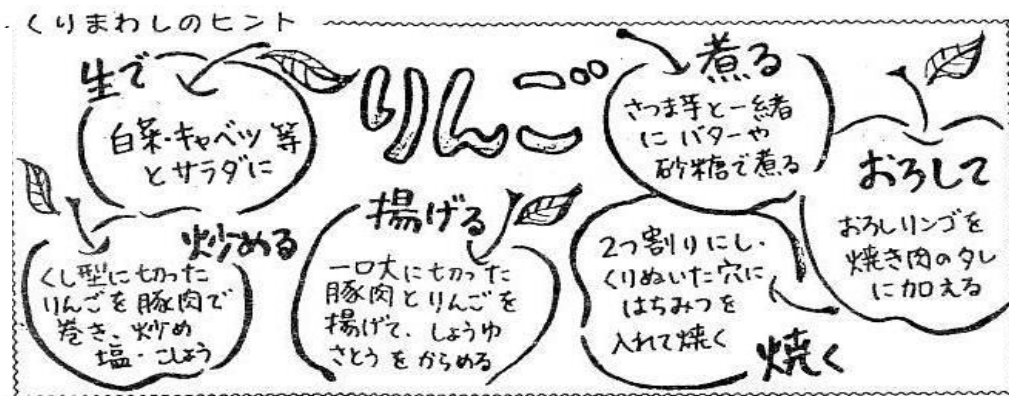 くりまわしのヒント
りんご
生で
白菜・キャベツ等
とサラダに
煮る
さつま芋と一緒
に バターや
砂糖で煮る
おろして
おろしリンゴを
焼き肉のタレ
に加える
炒める
くし型に切った
りんごを豚肉で
巻き、炒め
塩・こしょう
揚げる
一口大に切った
豚肉とりんごを
揚げて、しょうゆ
さとうをからめる
2つ割りにし、
くりぬいた穴に
はちみつを
入れて焼く
焼く